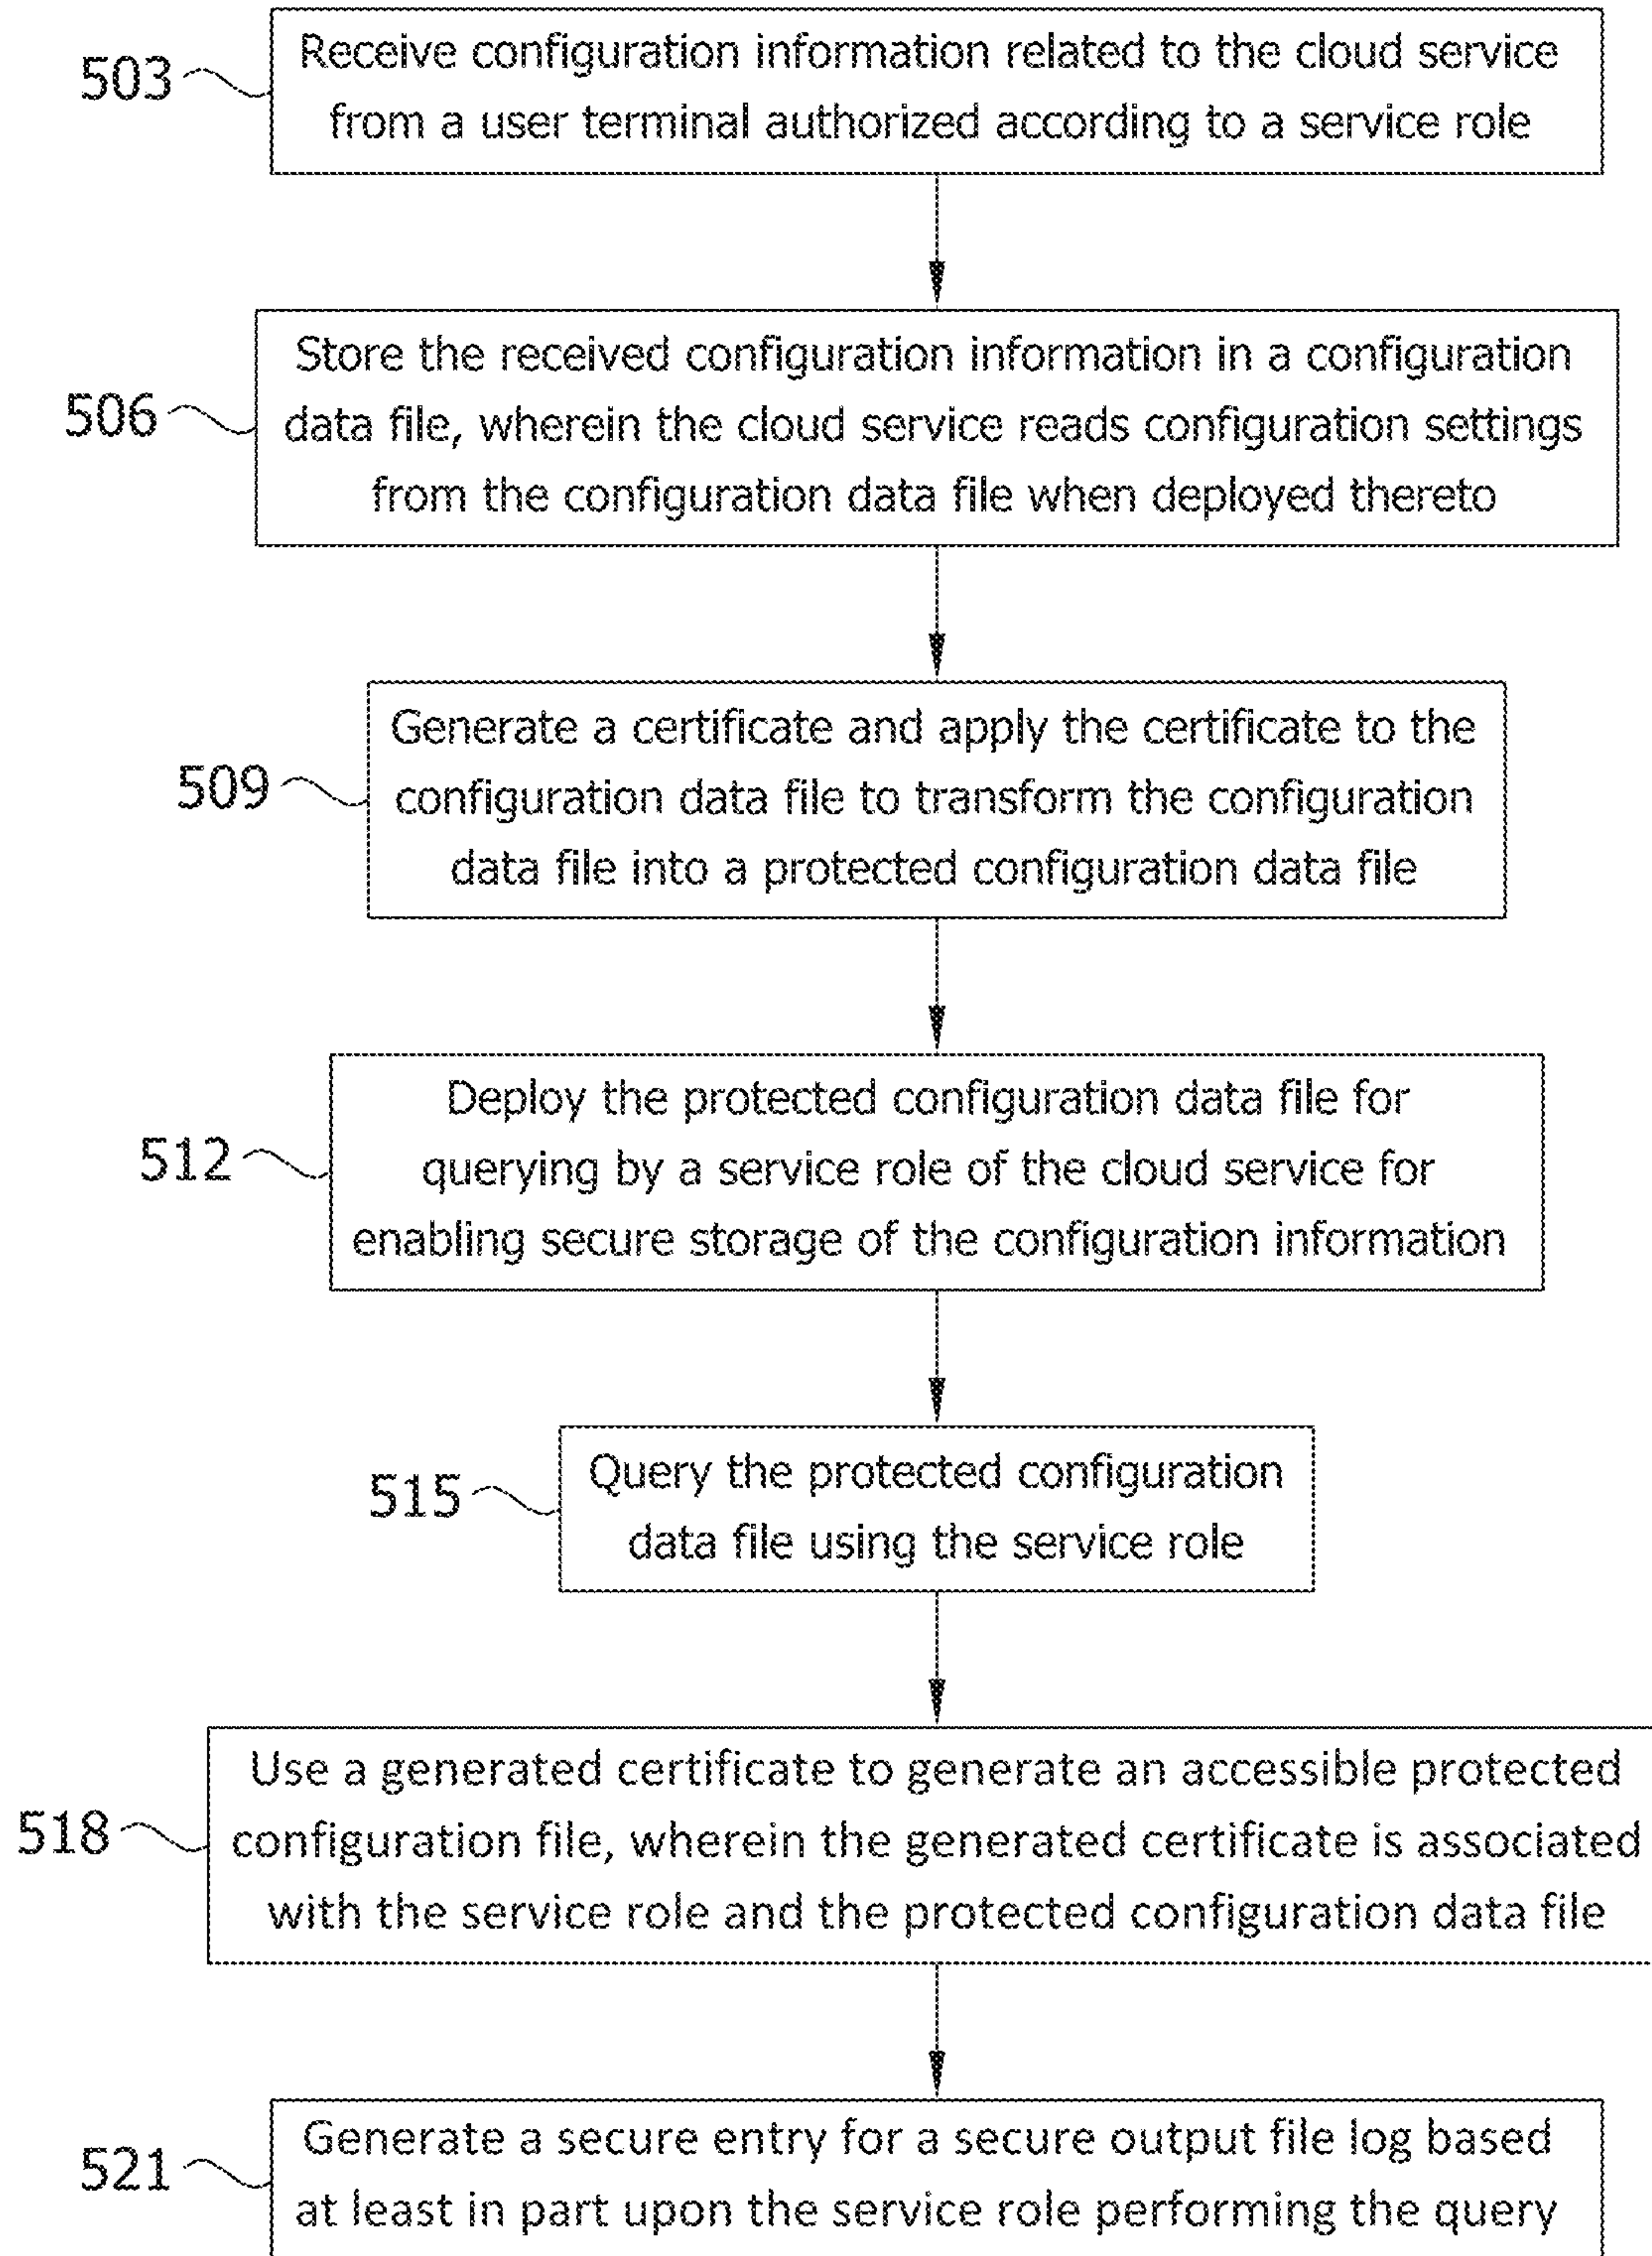 Receive configuration information related to the cloud service
503
from a user terminal authorized according to a service role
Store the received configuration information in a configuration
506
data file, wherein the cloud service reads configuration settings
from the configuration data file when deployed thereto
Generate a certificate and apply the certificate to the
509
configuration data file to transform the configuration
data file into a protected configuration data file
Deploy the protected configuration data file for
512
querying by a service role of the cloud service for
enabling secure storage of the configuration information
Query the protected configuration
515
data file using the service role
Use a generated certificate to generate an accessible protected
518
configuration file, wherein the generated certificate is associated
with the service role and the protected configuration data file
Generate a secure entry for a secure output file log based
521
at least in part upon the service role performing the query